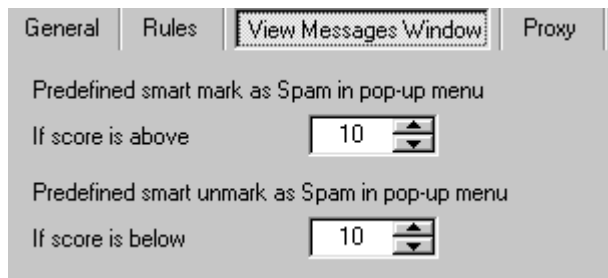 General Rules View Messages Window Proxy
Predefined smart mark as Spam in pop-up menu
If score is above 10
Predefined smart unmark as Spam in pop-up menu
If score is below 10